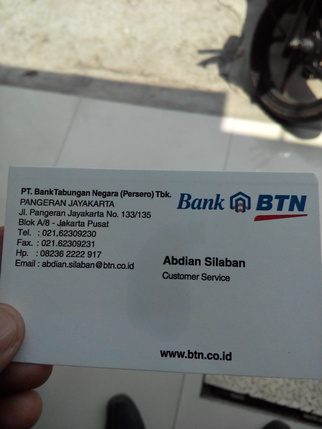 PT. BankTabungan Negara (Persero) Tbk.
PANGERAN JAYAKARTA
Jl. Pangeran Jayakarta No. 133/135
Blok A/8 - Jakarta Pusat
Tel. : 021.62309230
Fax. : 021.62309231
Hp. : 08236 2222 917
Email : abdian.silaban@btn.co.id
Bank BTN
Abdian Silaban
Customer Service
www.btn.co.id